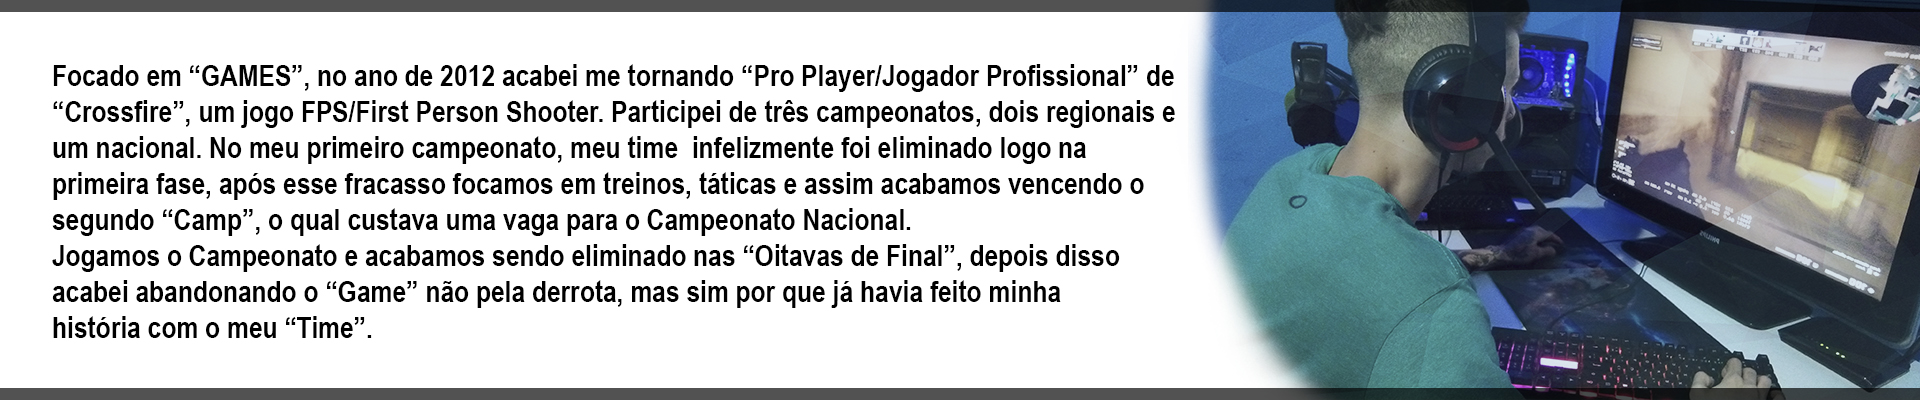 Focado em “GAMES”, no ano de 2012 acabei me tornando “Pro Player/Jogador Profissional” de
“Crossfire”, um jogo FPS/First Person Shooter. Participei de três campeonatos, dois regionais e
um nacional. No meu primeiro campeonato, meu time  infelizmente foi eliminado logo na
primeira fase, após esse fracasso focamos em treinos, táticas e assim acabamos vencendo o
segundo “Camp”, o qual custava uma vaga para o Campeonato Nacional.
Jogamos o Campeonato e acabamos sendo eliminado nas “Oitavas de Final”, depois disso
acabei abandonando o “Game” não pela derrota, mas sim por que já havia feito minha
história com o meu “Time”.